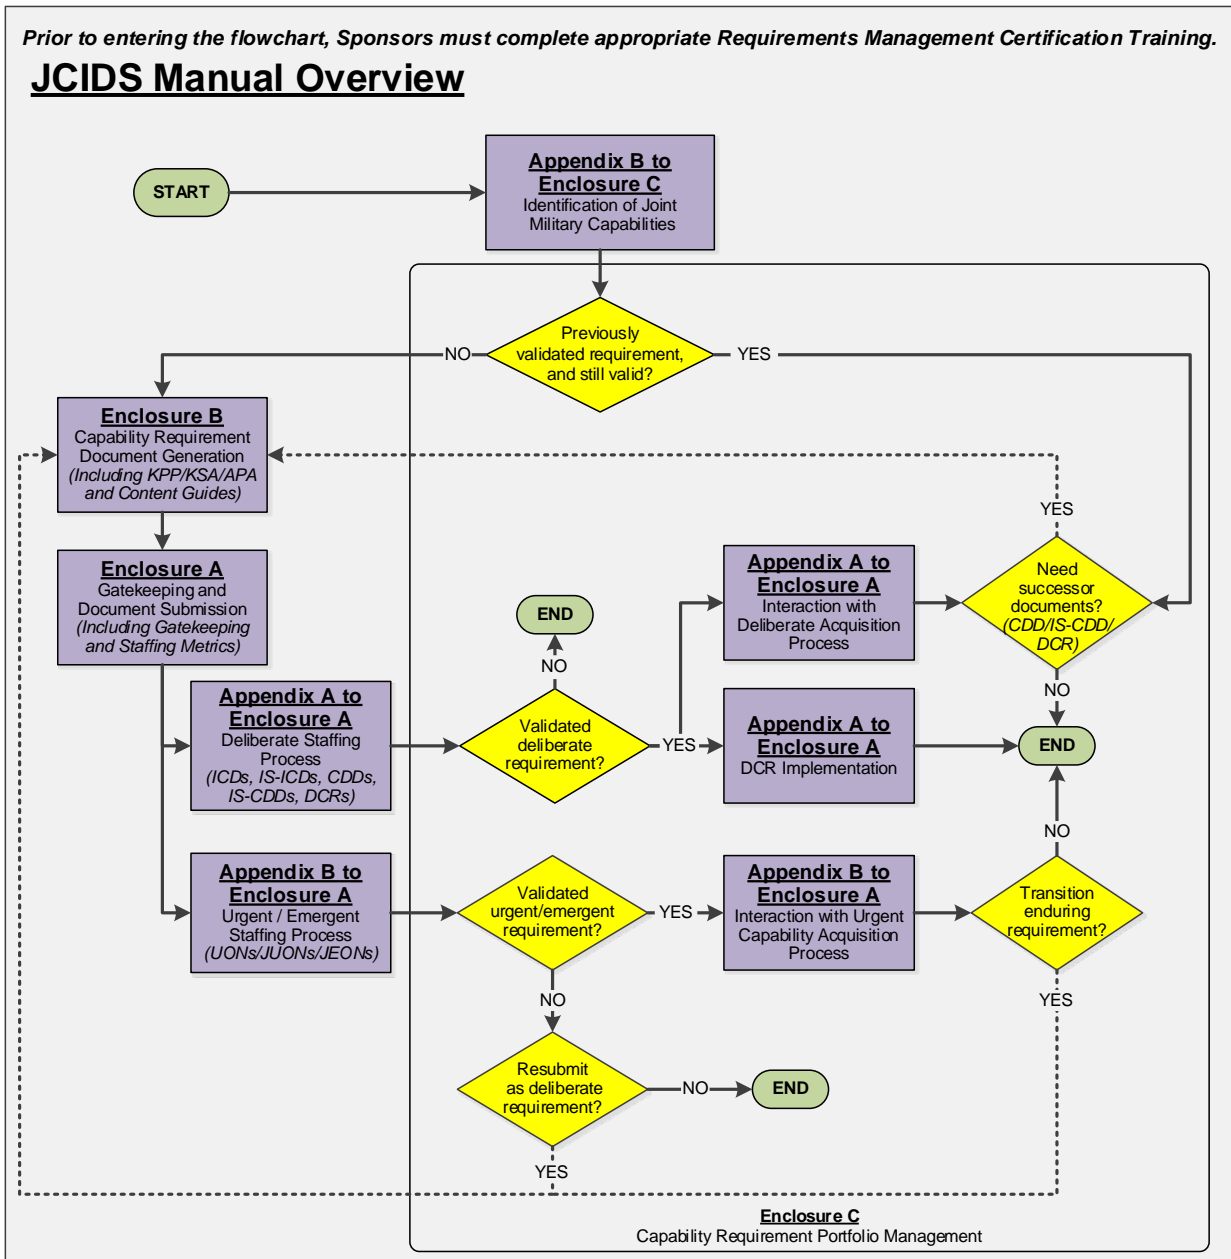 Prior to entering the flowchart, Sponsors must complete appropriate Requirements Management Certification Training.
JCIDS Manual Overview
START
Appendix B to
Enclosure C
Identification of Joint
Military Capabilities
Previously
validated requirement,
and still valid?
NO
YES
Enclosure B
Capability Requirement
Document Generation
(Including KPP/KSA/APA
and Content Guides)
YES
Enclosure A
Gatekeeping and
Document Submission
(Including Gatekeeping
and Staffing Metrics)
Appendix A to
Enclosure A
Interaction with
Deliberate Acquisition
Process
Need
successor
documents?
(CDD/IS-CDD/
DCR)
END
NO
NO
Appendix A to
Enclosure A
Deliberate Staffing
Process
(ICDs, IS-ICDs, CDDs,
IS-CDDs, DCRs)
Validated
deliberate
requirement?
YES
Appendix A to
Enclosure A
DCR Implementation
END
NO
Appendix B to
Enclosure A
Urgent / Emergent
Staffing Process
(UONs/JUONs/JEONs)
Validated
urgent/emergent
requirement?
YES
Appendix B to
Enclosure A
Interaction with Urgent
Capability Acquisition
Process
Transition
enduring
requirement?
NO
YES
Resubmit
as deliberate
requirement?
NO
END
YES
Enclosure C
Capability Requirement Portfolio Management